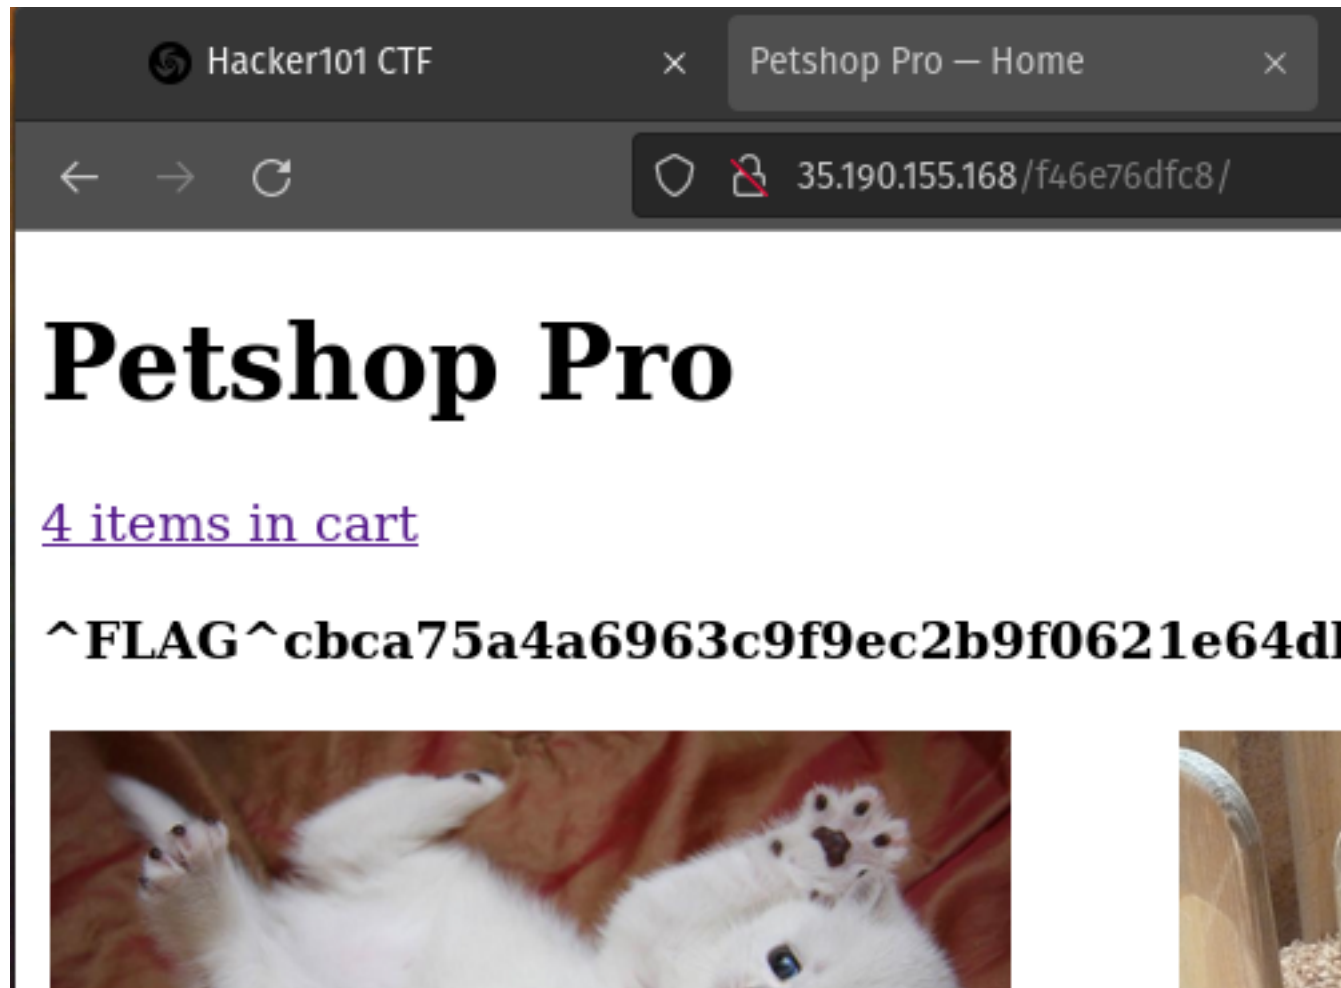 Hacker101 CTF
Petshop Pro — Home
35.190.155.168/f46e76dfc8/
Petshop Pro
4 items in cart
^FLAG^cbca75a4a6963c9f9ec2b9f0621e64d